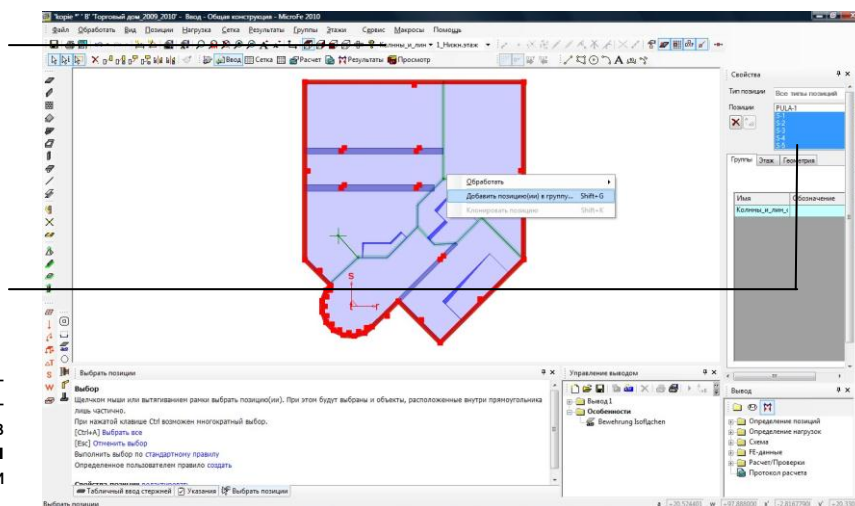 Kopie "' 'B' 'Торговый дом_2009_2010' - Ввод - Общая конструкция - MicroFe 2010
Файл Обработать Вид Позиции Нагрузка Сетка Результаты Группы Этажи Сервис Макросы Помощь
1_Нижн.этаж
Ввод Сетка Расчет Результаты Просмотр
Свойства
Тип позиции Все типы позиций
Позиции PULA-1
S-1
S-2
S-3
S-4
S-5
Группы Этаж Геометрия
Имя Обозначение
Обработать
Добавить позицию(ии) в группу... Shift+G
Клонировать позицию Shift+K
S
r
Выбрать позиции
Выбор
Щелчком мыши или вытягиванием рамки выбрать позицию(ии). При этом будут выбраны и объекты, расположенные внутри прямоугольника
лишь частично.
При нажатой клавише Ctrl возможен многократный выбор.
[Ctrl+A] Выбрать все
[Esc] Отменить выбор
Выполнить выбор по стандартному правилу
Определенное пользователем правило создать
Свойства позиции редактировать
Табличный ввод стержней Указания Выбрать позиции
Управление выводом
Вывод1
Особенности
Bewehrung Isoflächen
Вывод
Определение позиций
Определение нагрузок
Схема
FE-данные
Расчет/Проверки
Протокол расчета
Выбрать позиции
-
-
в
и